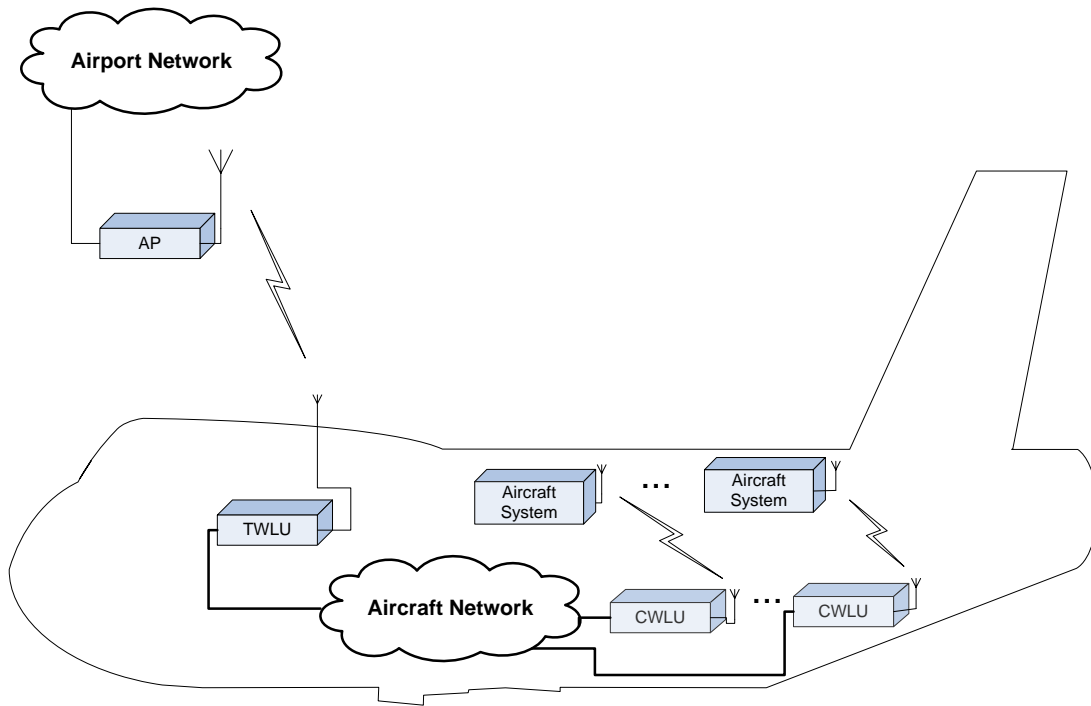 Airport Network
AP
TWLU
Aircraft
System
...
Aircraft
System
Aircraft Network
CWLU
...
CWLU